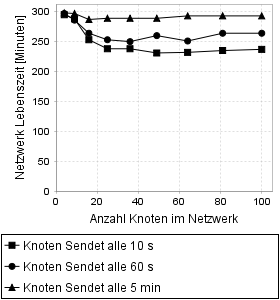 300
250
200
150
100
50
0
Netzwerk Lebenszeit [Minuten]
0 20 40 60 80 100
Anzahl Knoten im Netzwerk
Knoten Sendet alle 10 s
Knoten Sendet alle 60 s
Knoten Sendet alle 5 min